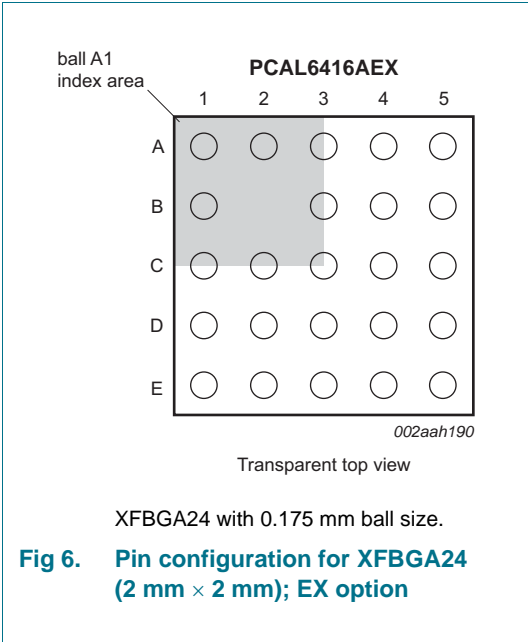 ball A1
index area
PCAL6416AEX
1 2 3 4 5
A
B
C
D
E
002aah190
Transparent top view
XFBGA24 with 0.175 mm ball size.
Fig 6. Pin configuration for XFBGA24
(2 mm × 2 mm); EX option